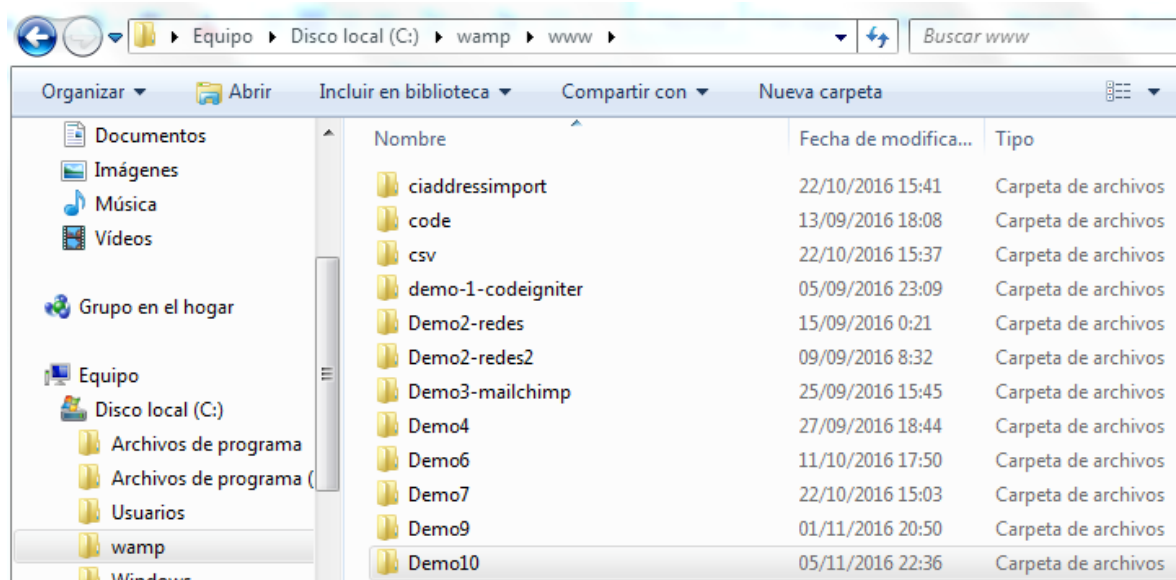 Equipo Disco local (C:) wamp www Buscar www
Organizar Abrir Incluir en biblioteca Compartir con Nueva carpeta
Documentos
Imágenes
Música
Vídeos
Grupo en el hogar
Equipo
Disco local (C:)
Archivos de programa
Archivos de programa (
Usuarios
wamp
Windows
Nombre Fecha de modifica... Tipo
ciaddressimport 22/10/2016 15:41 Carpeta de archivos
code 13/09/2016 18:08 Carpeta de archivos
csv 22/10/2016 15:37 Carpeta de archivos
demo-1-codeigniter 05/09/2016 23:09 Carpeta de archivos
Demo2-redes 15/09/2016 0:21 Carpeta de archivos
Demo2-redes2 09/09/2016 8:32 Carpeta de archivos
Demo3-mailchimp 25/09/2016 15:45 Carpeta de archivos
Demo4 27/09/2016 18:44 Carpeta de archivos
Demo6 11/10/2016 17:50 Carpeta de archivos
Demo7 22/10/2016 15:03 Carpeta de archivos
Demo9 01/11/2016 20:50 Carpeta de archivos
Demo10 05/11/2016 22:36 Carpeta de archivos